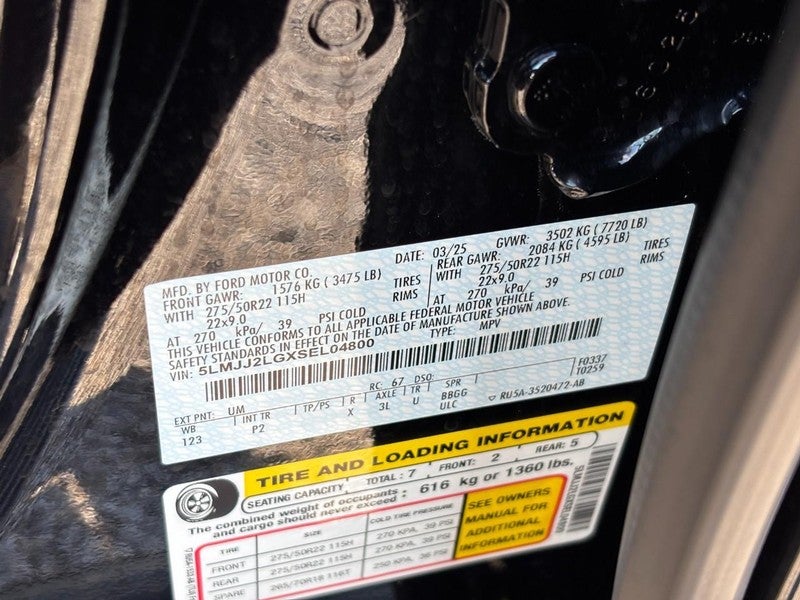 MFD. BY FORD MOTOR CO. DATE: 03/25 GVWR: 3502 KG ( 7720 LB)
FRONT GAWR: 1576 KG ( 3475 LB) REAR GAWR: 2084 KG ( 4595 LB)
WITH 275/50R22 115H TIRES WITH 275/50R22 115H TIRES
22x9.0 RIMS 22x9.0 RIMS
AT 270 kPa/ 39 PSI COLD AT 270 kPa/ 39 PSI COLD
THIS VEHICLE CONFORMS TO ALL APPLICABLE FEDERAL MOTOR VEHICLE
SAFETY STANDARDS IN EFFECT ON THE DATE OF MANUFACTURE SHOWN ABOVE.
VIN: 5LMJJ2LGXSEL04800 TYPE: MPV
F0337
T0259
EXT PNT: UM RC: 67 DSO:
WB INT TR TP/PS R AXLE TR SPR
123 P2 X 3L U BBGG
ULC RU5A-3520472-AB
TIRE AND LOADING INFORMATION
SEATING CAPACITY TOTAL: 7 FRONT: 2 REAR: 5
The combined weight of occupants
and cargo should never exceed : 616 kg or 1360 lbs.
TIRE SIZE COLD TIRE PRESSURE
FRONT 275/50R22 115H 270 KPA, 39 PSI
REAR 275/50R22 115H 270 KPA, 39 PSI
SPARE 265/70R18 116T 250 KPA, 36 PSI
SEE OWNERS
MANUAL FOR
ADDITIONAL
INFORMATION